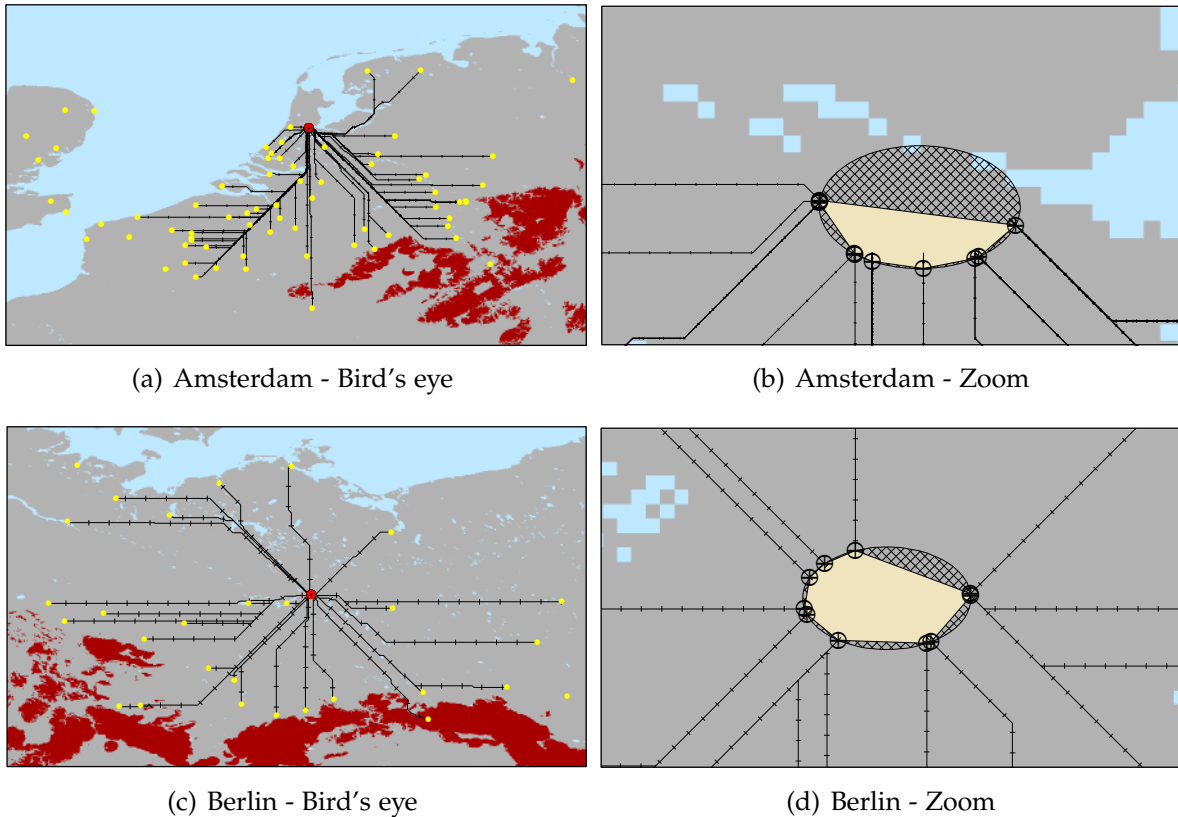 (a) Amsterdam - Bird's eye
(b) Amsterdam - Zoom
(c) Berlin - Bird's eye
(d) Berlin - Zoom